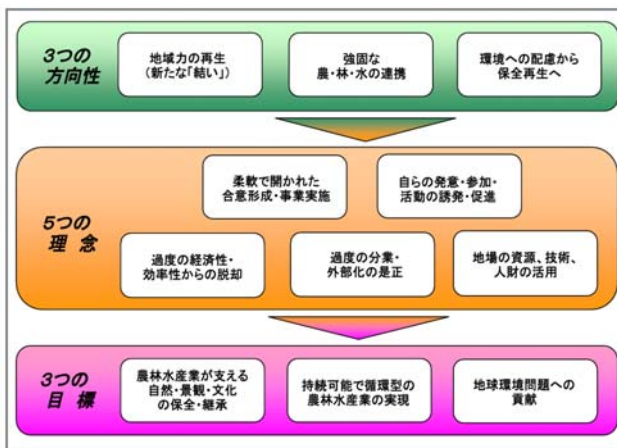 3つの
方向性
地域力の再生
(新たな「結い」)
強固な
農・林・水の連携
環境への配慮から
保全再生へ
5つの
理 念
柔軟で開かれた
合意形成・事業実施
自らの発意・参加・
活動の誘発・促進
過度の経済性・
効率性からの脱却
過度の分業・
外部化の是正
地場の資源、技術、
人財の活用
3つの
目 標
農林水産業が支える
自然・景観・文化
の保全・継承
持続可能で循環型の
農林水産業の実現
地球環境問題への
貢献